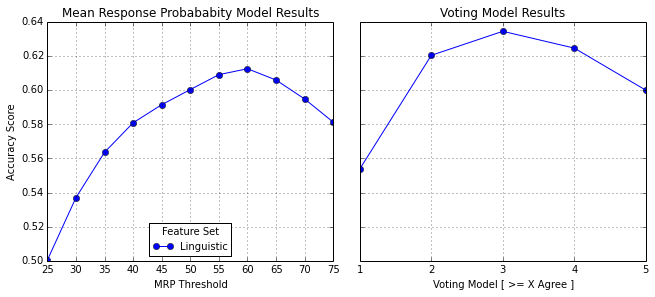 Mean Response Probababity Model Results
Voting Model Results
0.64
0.62
0.60
0.58
0.56
0.54
0.52
0.50
Accuracy Score
Feature Set
Linguistic
25 30 35 40 45 50 55 60 65 70 75
1 2 3 4 5
MRP Threshold
Voting Model [ >= X Agree ]